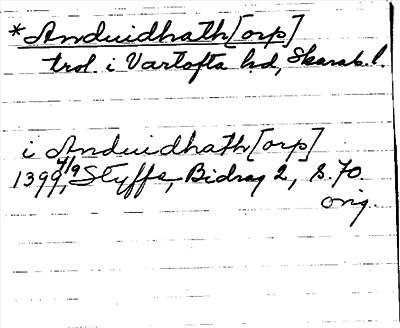 *Anduidhath[orp]
trol. i Vartofta hd, Skarab. l.
i Anduidhath[orp]
1399 4/9, Styffe, Bidrag 2, s. 70.
orig.